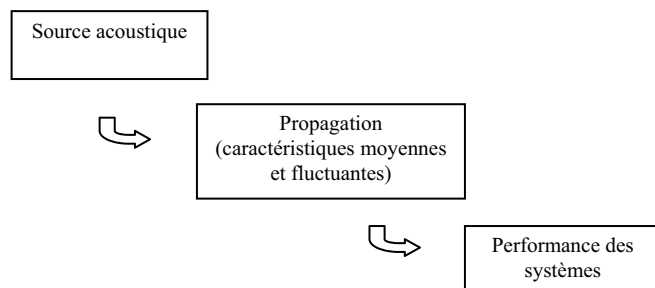 Source acoustique
Propagation
(caractéristiques moyennes
et fluctuantes)
Performance des
systèmes